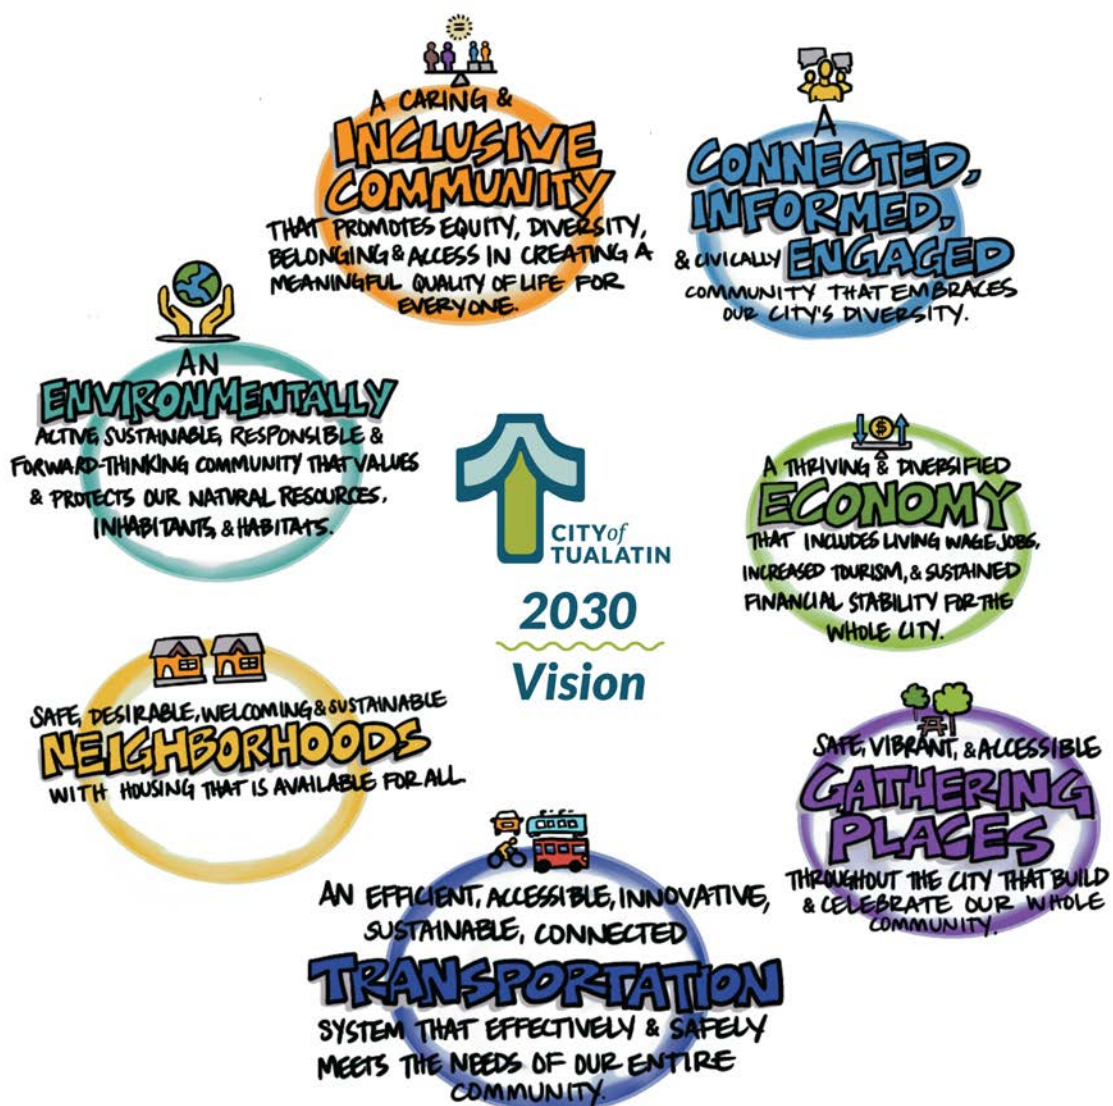 A CARING &
INCLUSIVE
COMMUNITY
THAT PROMOTES EQUITY, DIVERSITY,
BELONGING & ACCESS IN CREATING A
MEANINGFUL QUALITY OF LIFE FOR
EVERYONE.
A
CONNECTED,
INFORMED,
& CIVICALLY ENGAGED
COMMUNITY THAT EMBRACES
OUR CITY'S DIVERSITY.
AN
ENVIRONMENTALLY
ACTIVE, SUSTAINABLE, RESPONSIBLE &
FORWARD-THINKING COMMUNITY THAT VALUES
& PROTECTS OUR NATURAL RESOURCES,
INHABITANTS, & HABITATS.
CITY of
TUALATIN
2030
Vision
$
A THRIVING & DIVERSIFIED
ECONOMY
THAT INCLUDES LIVING WAGE JOBS,
INCREASED TOURISM, & SUSTAINED
FINANCIAL STABILITY FOR THE
WHOLE CITY.
SAFE, DESIRABLE, WELCOMING & SUSTAINABLE
NEIGHBORHOODS
WITH HOUSING THAT IS AVAILABLE FOR ALL
SAFE, VIBRANT, & ACCESSIBLE
GATHERING
PLACES
THROUGHOUT THE CITY THAT BUILD
& CELEBRATE OUR WHOLE
COMMUNITY.
AN EFFICIENT, ACCESSIBLE, INNOVATIVE,
SUSTAINABLE, CONNECTED
TRANSPORTATION
SYSTEM THAT EFFECTIVELY & SAFELY
MEETS THE NEEDS OF OUR ENTIRE
COMMUNITY.